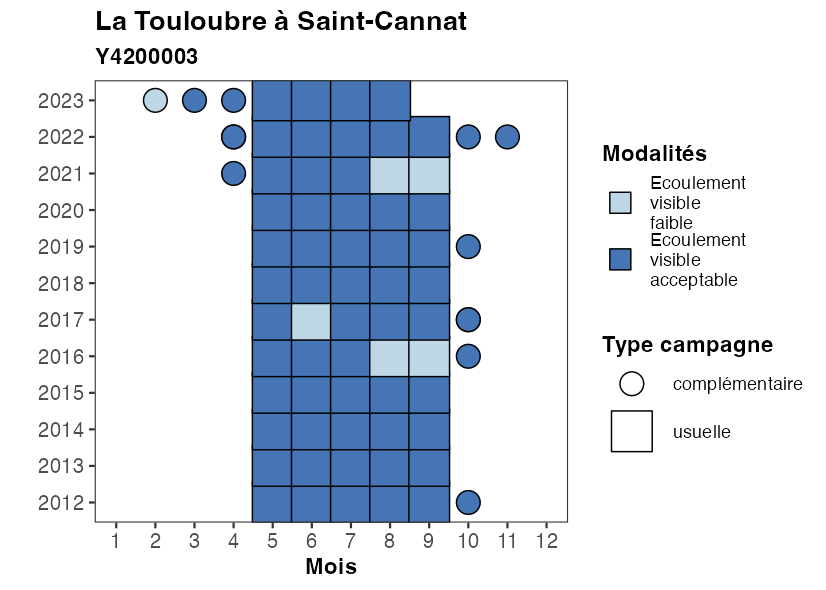 La Touloubre à Saint-Cannat
Y4200003
2023
2022
2021
2020
2019
2018
2017
2016
2015
2014
2013
2012
1 2 3 4 5 6 7 8 9 10 11 12
Mois
Modalités
Ecoulement
visible
faible
Ecoulement
visible
acceptable
Type campagne
complémentaire
usuelle